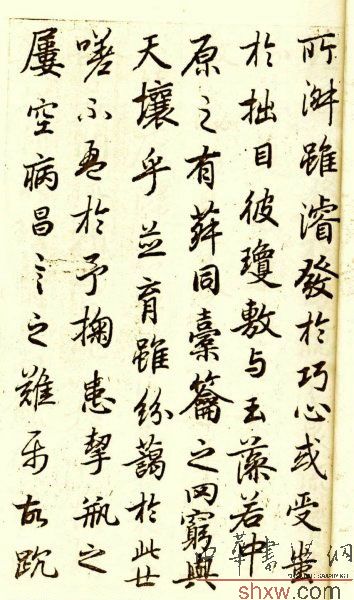 所淑雖濬發於巧心或受蚩
於拙目彼瓊敷与玉藻若中
原之有菽同橐籥之罔窮與
天壤乎並育雖紛藹於此世
嗟不盈於予掬患挈瓶之
屢空病昌言之難屬故踸
中華書法網
shxw.com